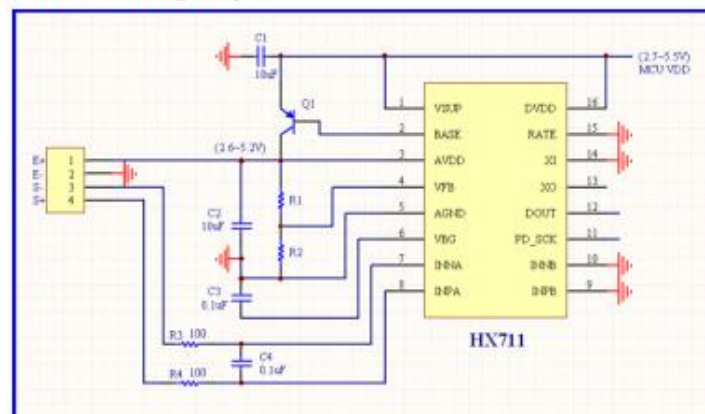 C1
10uF
(2.7~5.5V)
MCU VDD
Q1
1 VSUP DVDD 16
2 BASE RATE 15
(2.6~5.2V)
3 AVDD XI 14
E+ 1
E- 2
S- 3
S+ 4
R1
4 VFB XO 13
C2
10uF
5 AGND DOUT 12
R2
6 VBG PD_SCK 11
C3
0.1uF
7 INNA INNB 10
8 INPA INPB 9
R3 100
HX711
C4
0.1uF
R4 100